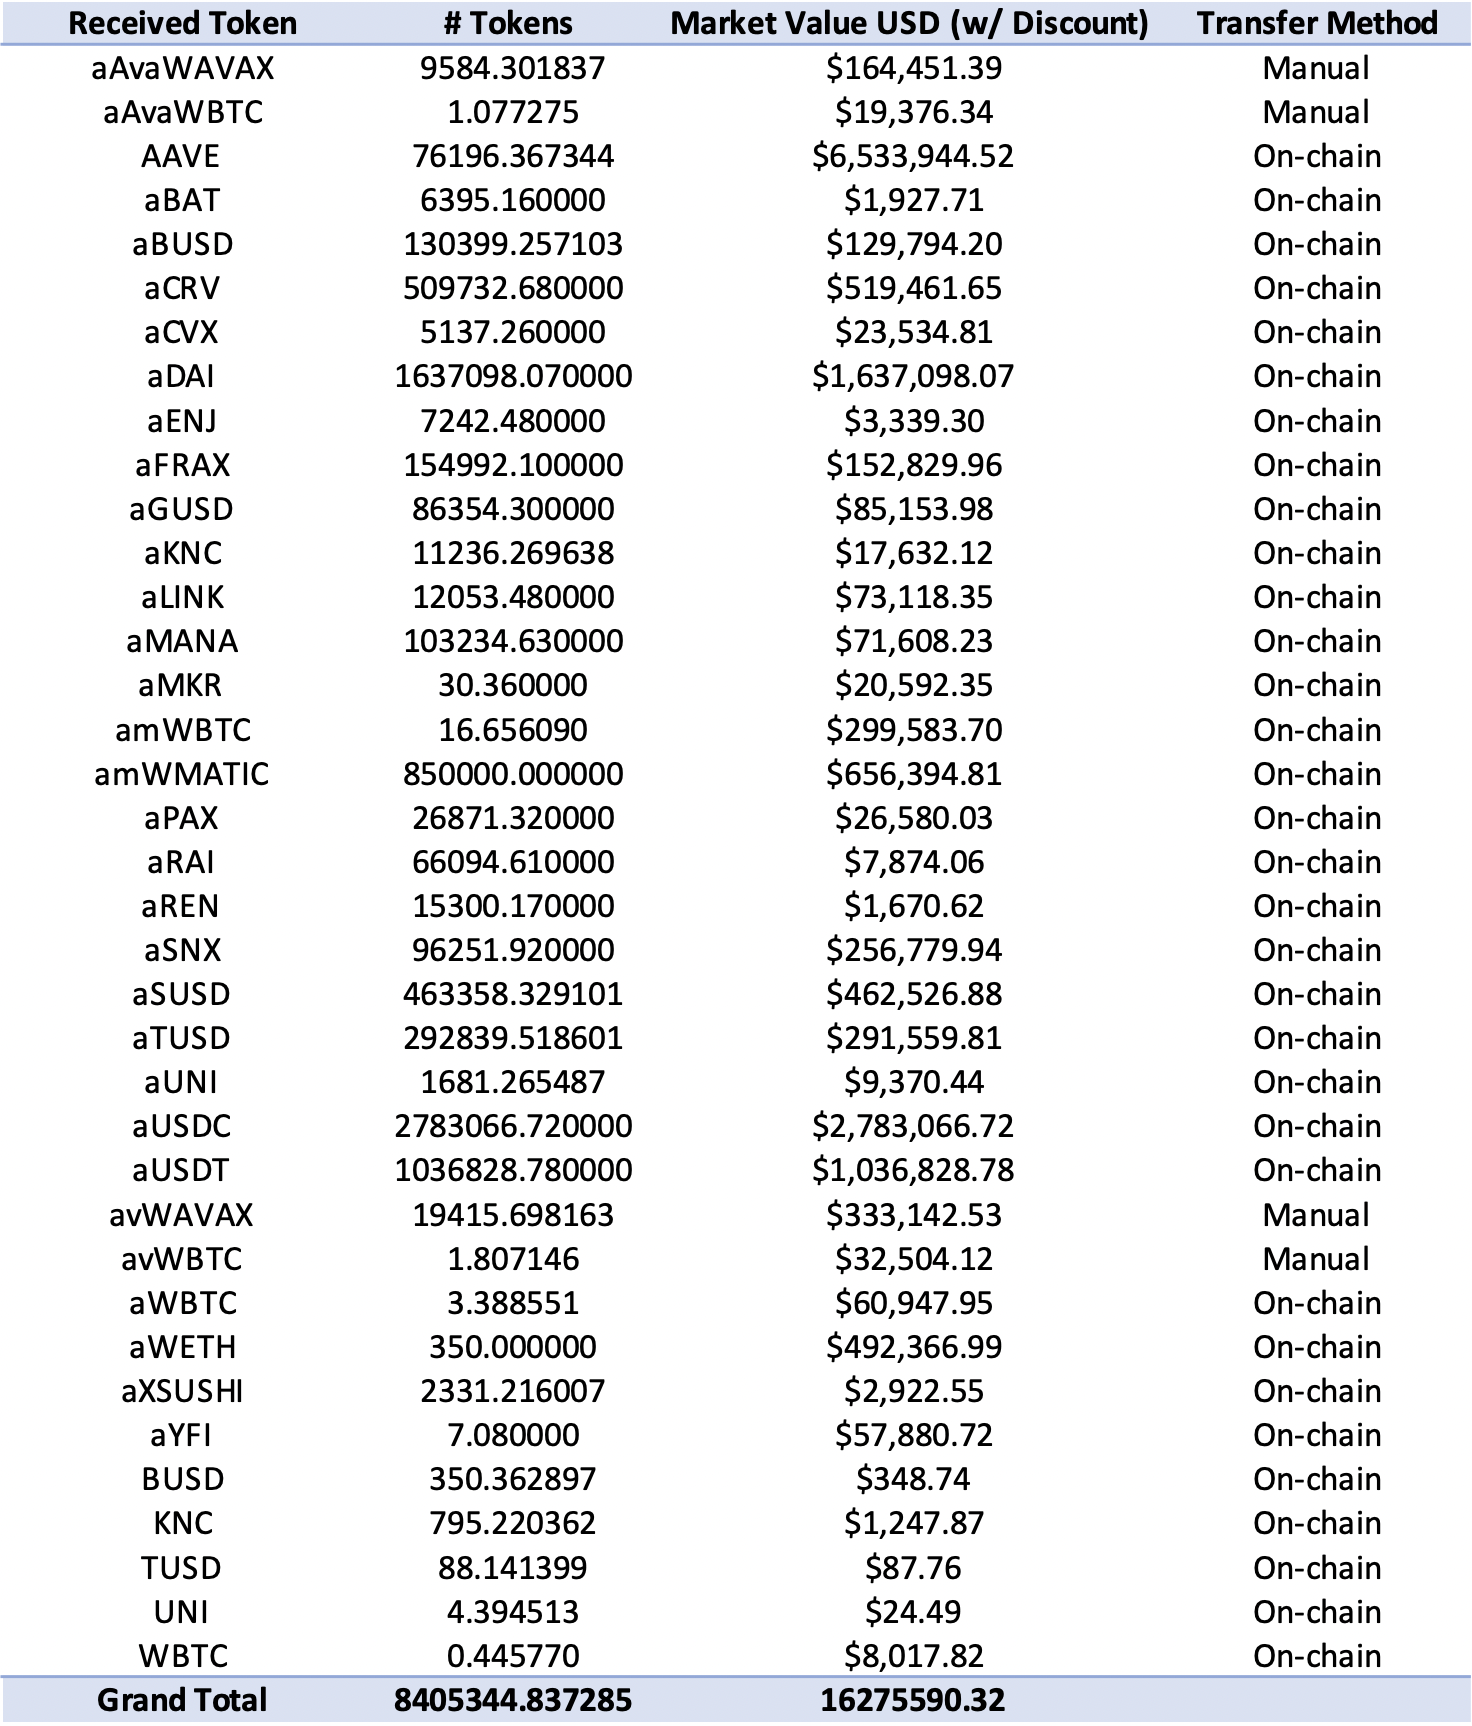 Received Token # Tokens Market Value USD (w/ Discount) Transfer Method
aAvaWAVAX 9584.301837 $164,451.39 Manual
aAvaWBTC 1.077275 $19,376.34 Manual
AAVE 76196.367344 $6,533,944.52 On-chain
aBAT 6395.160000 $1,927.71 On-chain
aBUSD 130399.257103 $129,794.20 On-chain
aCRV 509732.680000 $519,461.65 On-chain
aCVX 5137.260000 $23,534.81 On-chain
aDAI 1637098.070000 $1,637,098.07 On-chain
aENJ 7242.480000 $3,339.30 On-chain
aFRAX 154992.100000 $152,829.96 On-chain
aGUSD 86354.300000 $85,153.98 On-chain
aKNC 11236.269638 $17,632.12 On-chain
aLINK 12053.480000 $73,118.35 On-chain
aMANA 103234.630000 $71,608.23 On-chain
aMKR 30.360000 $20,592.35 On-chain
amWBTC 16.656090 $299,583.70 On-chain
amWMATIC 850000.000000 $656,394.81 On-chain
aPAX 26871.320000 $26,580.03 On-chain
aRAI 66094.610000 $7,874.06 On-chain
aREN 15300.170000 $1,670.62 On-chain
aSNX 96251.920000 $256,779.94 On-chain
aSUSD 463358.329101 $462,526.88 On-chain
aTUSD 292839.518601 $291,559.81 On-chain
aUNI 1681.265487 $9,370.44 On-chain
aUSDC 2783066.720000 $2,783,066.72 On-chain
aUSDT 1036828.780000 $1,036,828.78 On-chain
avWAVAX 19415.698163 $333,142.53 Manual
avWBTC 1.807146 $32,504.12 Manual
aWBTC 3.388551 $60,947.95 On-chain
aWETH 350.000000 $492,366.99 On-chain
aXSUSHI 2331.216007 $2,922.55 On-chain
aYFI 7.080000 $57,880.72 On-chain
BUSD 350.362897 $348.74 On-chain
KNC 795.220362 $1,247.87 On-chain
TUSD 88.141399 $87.76 On-chain
UNI 4.394513 $24.49 On-chain
WBTC 0.445770 $8,017.82 On-chain
Grand Total 8405344.837285 16275590.32